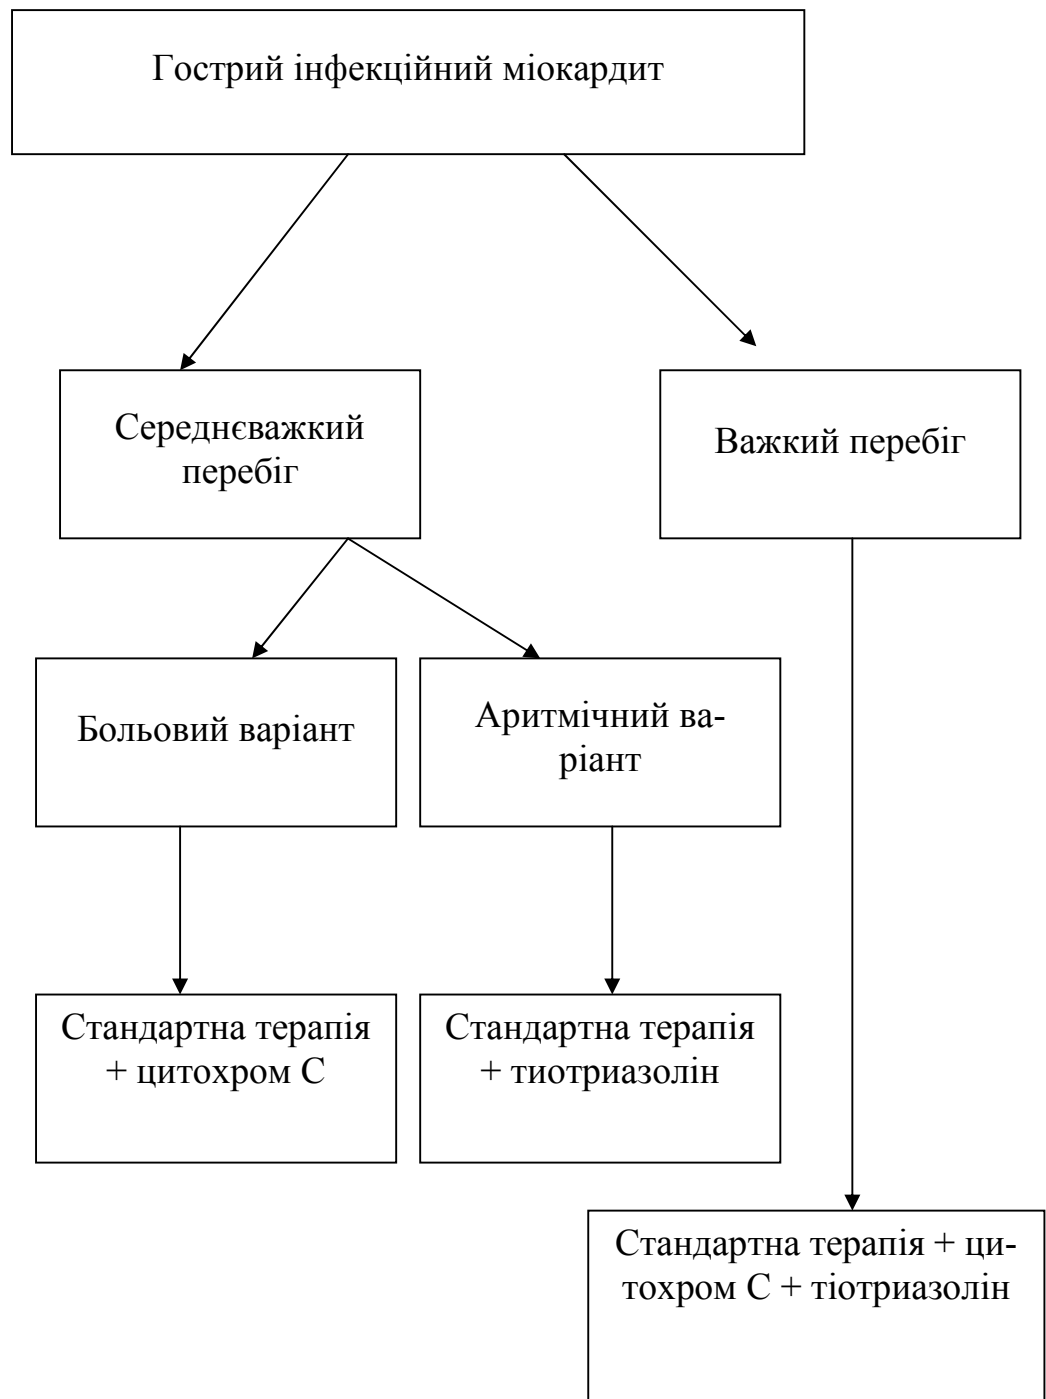 Гострий інфекційний міокардит
Середнєважкий
перебіг
Важкий перебіг
Больовий варіант
Аритмічний ва-
ріант
Стандартна терапія
+ цитохром С
Стандартна терапія
+ тиотриазолін
Стандартна терапія + ци-
тохром С + тіотриазолін